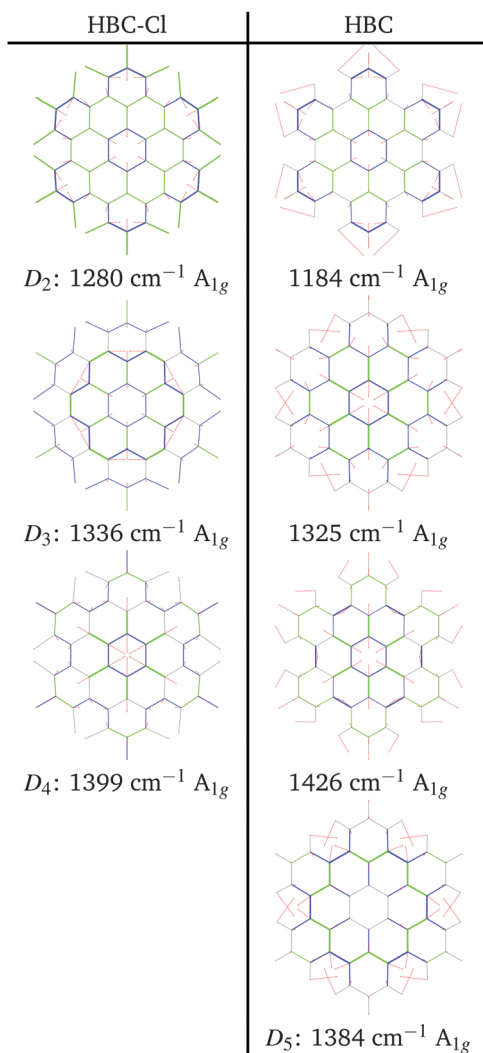 HBC-Cl HBC
D₂: 1280 cm⁻¹ A₁g 1184 cm⁻¹ A₁g
D₃: 1336 cm⁻¹ A₁g 1325 cm⁻¹ A₁g
D₄: 1399 cm⁻¹ A₁g 1426 cm⁻¹ A₁g
D₅: 1384 cm⁻¹ A₁g